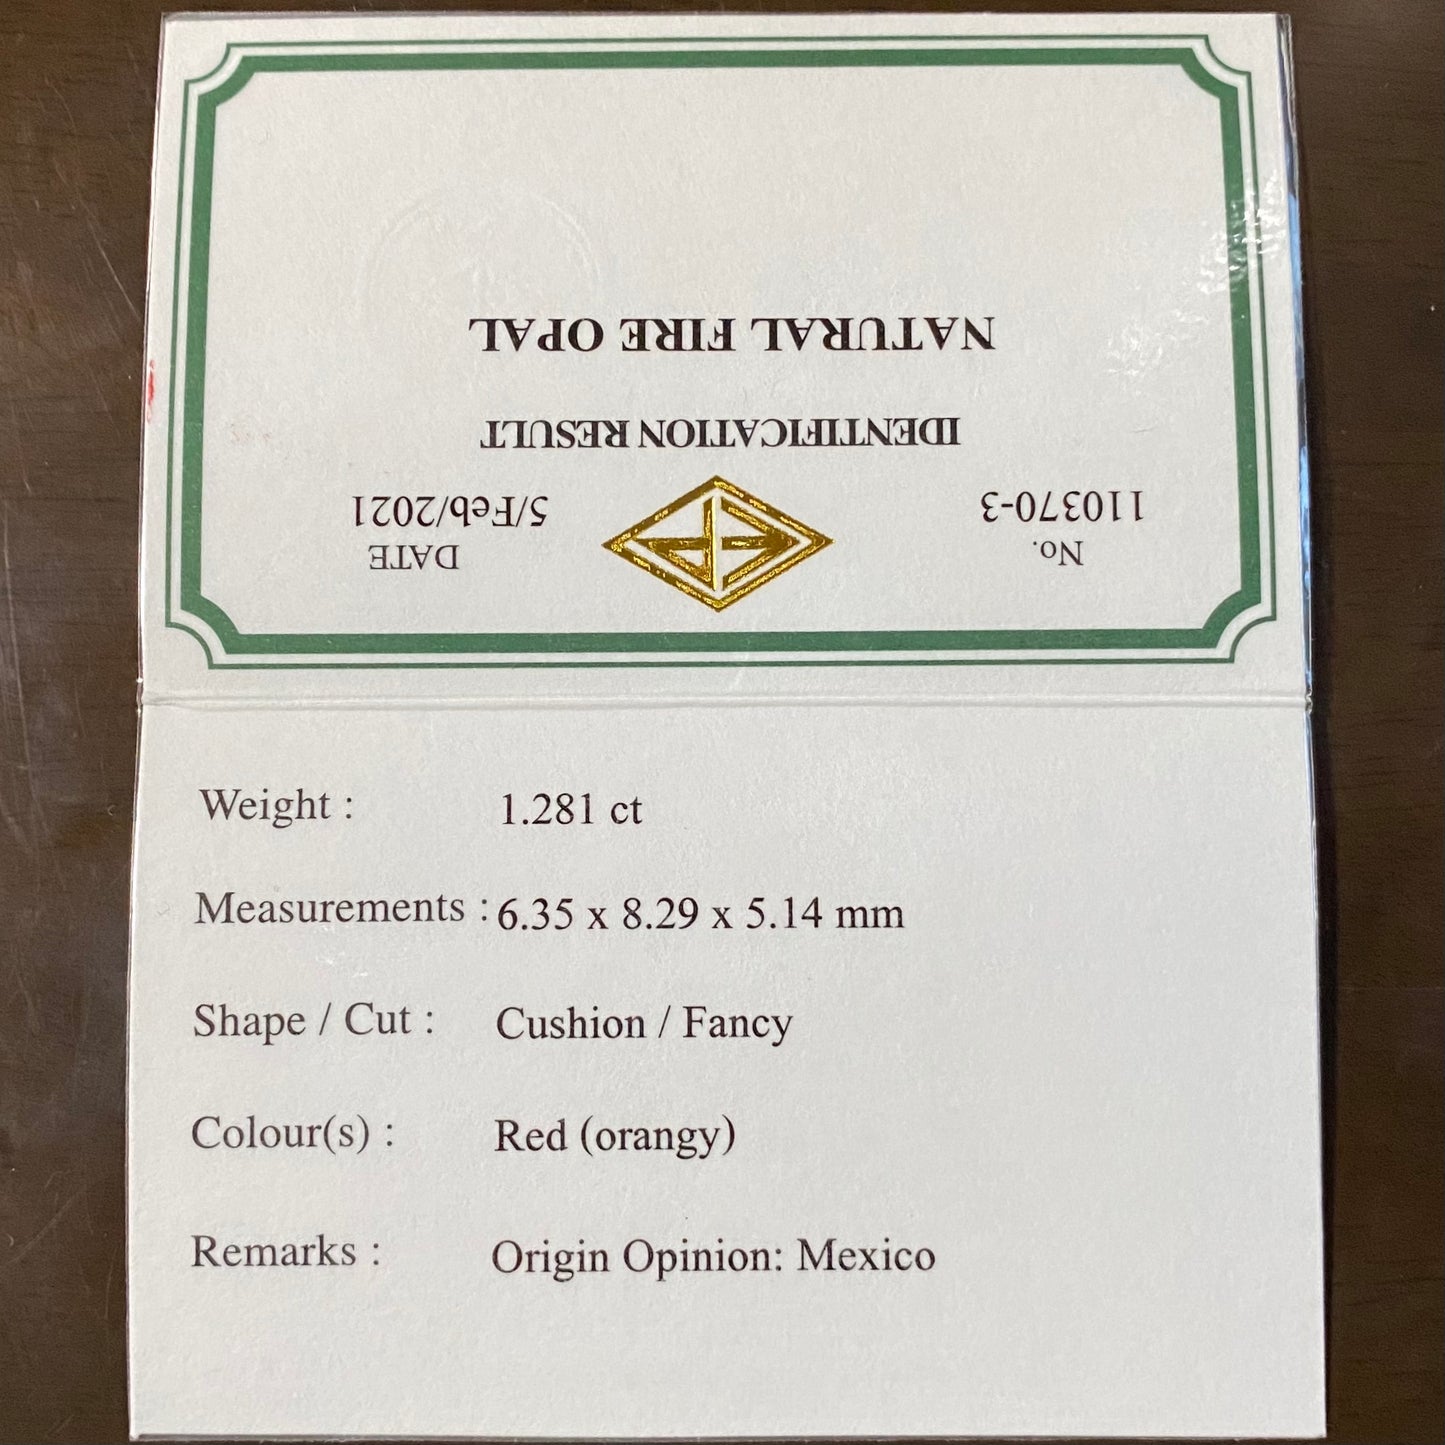 No.
110370-3
DATE
5/Feb/2021
IDENTIFICATION RESULT
NATURAL FIRE OPAL
Weight : 1.281 ct
Measurements : 6.35 x 8.29 x 5.14 mm
Shape / Cut : Cushion / Fancy
Colour(s) : Red (orangy)
Remarks : Origin Opinion: Mexico